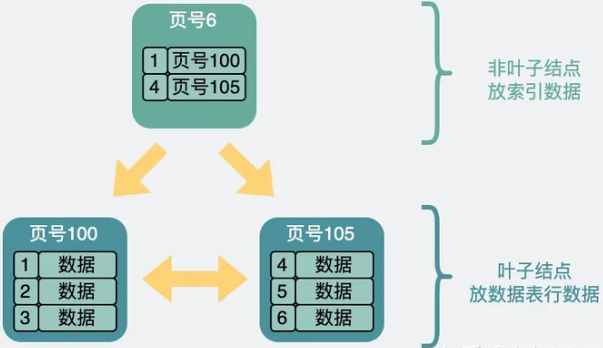 页号6
1 页号100
4 页号105
非叶子结点
放索引数据
页号100
1 数据
2 数据
3 数据
页号105
4 数据
5 数据
6 数据
叶子结点
放数据表行数据